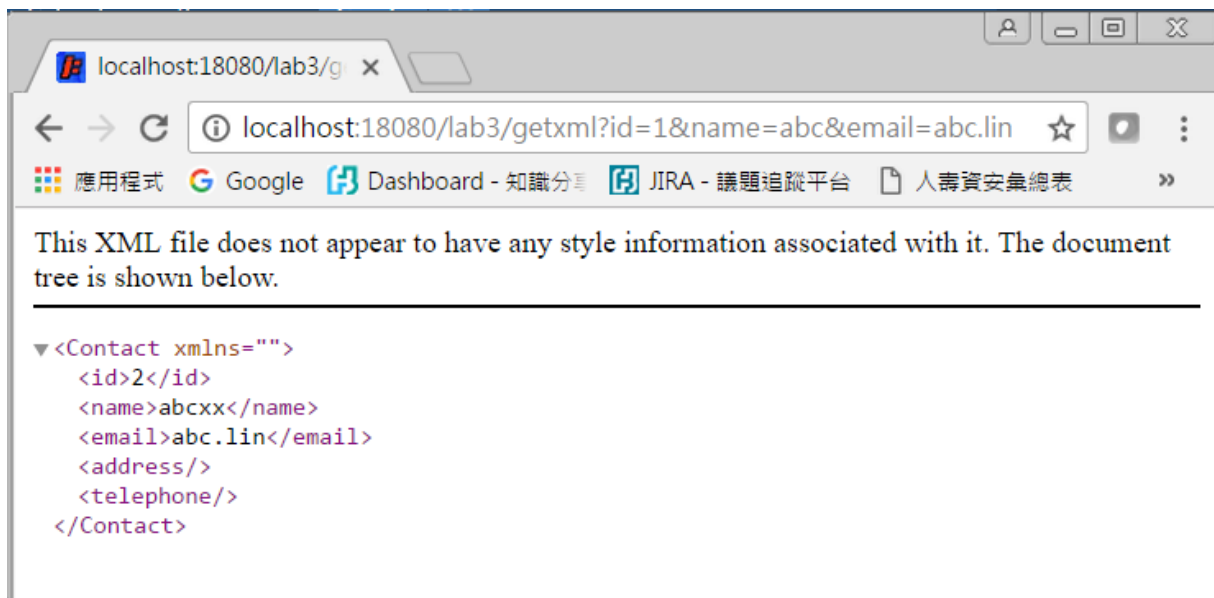 localhost:18080/lab3/g
localhost:18080/lab3/getxml?id=1&name=abc&email=abc.lin
應用程式 Google Dashboard - 知識分 JIRA - 議題追蹤平台 人壽資安彙總表 »
This XML file does not appear to have any style information associated with it. The document
tree is shown below.
▼<Contact xmlns="">
<id>2</id>
<name>abcxx</name>
<email>abc.lin</email>
<address/>
<telephone/>
</Contact>